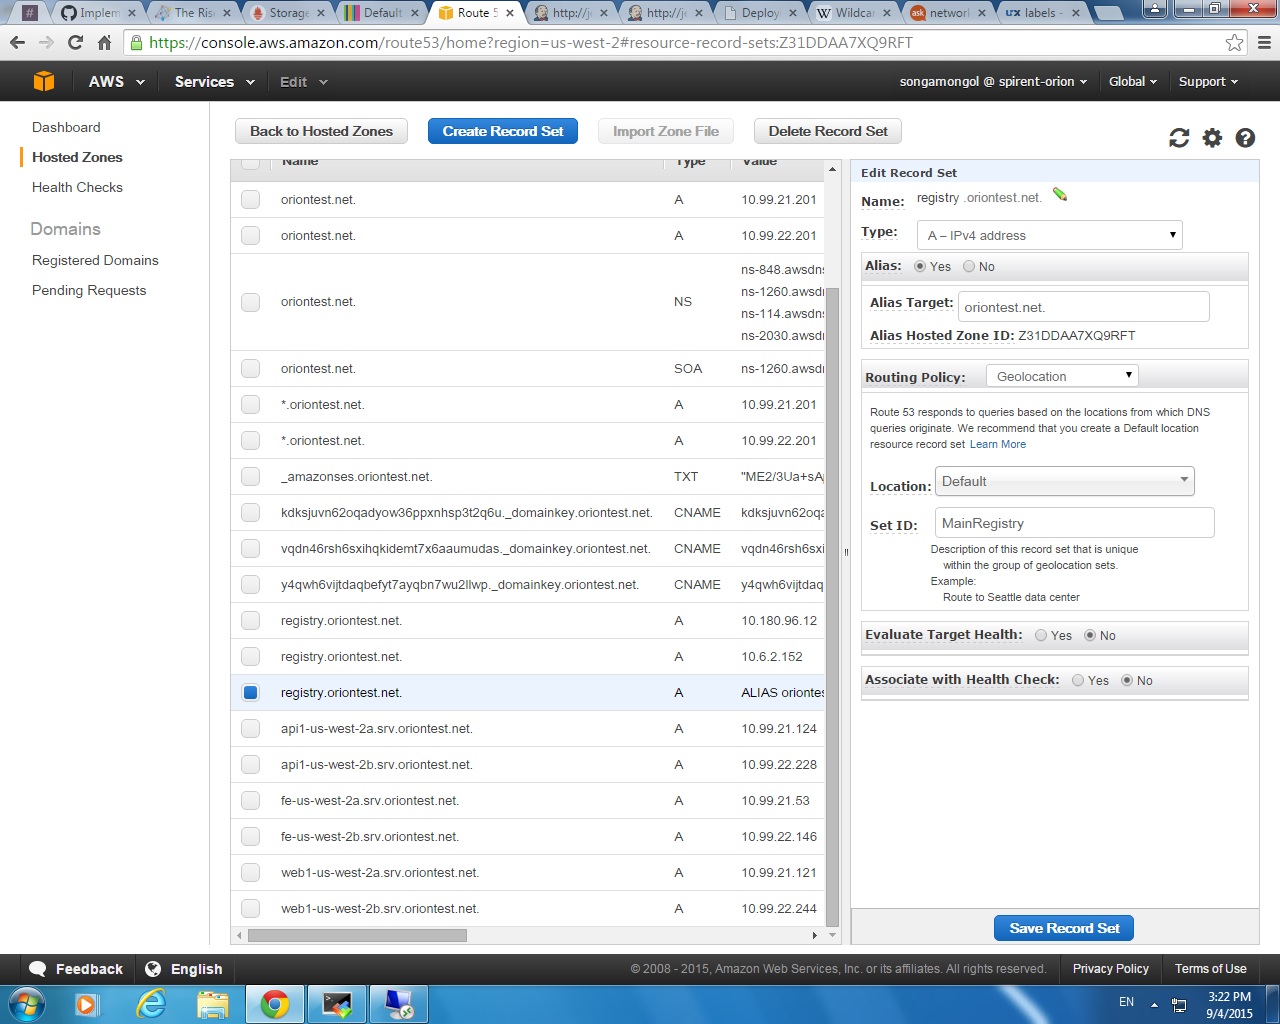 #
Implem
The Rise
Storage
Default
Route 5
http://ju
http://ju
Deploy
Wildcar
network
labels -
https://console.aws.amazon.com/route53/home?region=us-west-2#resource-record-sets:Z31DDAA7XQ9RFT
AWS Services Edit songamongol @ spirent-orion Global Support
Dashboard
Hosted Zones
Health Checks
Domains
Registered Domains
Pending Requests
Back to Hosted Zones Create Record Set Import Zone File Delete Record Set
Name Type Value
oriontest.net. A 10.99.21.201
oriontest.net. A 10.99.22.201
oriontest.net. NS
ns-848.awsdn
ns-1260.awsd
ns-114.awsdn
ns-2030.awsd
oriontest.net. SOA ns-1260.awsd
*.oriontest.net. A 10.99.21.201
*.oriontest.net. A 10.99.22.201
_amazonses.oriontest.net. TXT "ME2/3Ua+sA
kdksjuvn62oqadyow36ppxnhsp3t2q6u._domainkey.oriontest.net. CNAME kdksjuvn62oqa
vqdn46rsh6sxihqkidemt7x6aaumudas._domainkey.oriontest.net. CNAME vqdn46rsh6sxi
y4qwh6vijtdaqbefyt7ayqbn7wu2llwp._domainkey.oriontest.net. CNAME y4qwh6vijtdaq
registry.oriontest.net. A 10.180.96.12
registry.oriontest.net. A 10.6.2.152
registry.oriontest.net. A ALIAS oriontes
api1-us-west-2a.srv.oriontest.net. A 10.99.21.124
api1-us-west-2b.srv.oriontest.net. A 10.99.22.228
fe-us-west-2a.srv.oriontest.net. A 10.99.21.53
fe-us-west-2b.srv.oriontest.net. A 10.99.22.146
web1-us-west-2a.srv.oriontest.net. A 10.99.21.121
web1-us-west-2b.srv.oriontest.net. A 10.99.22.244
Edit Record Set
Name: registry .oriontest.net.
Type: A – IPv4 address
Alias: Yes No
Alias Target: oriontest.net.
Alias Hosted Zone ID: Z31DDAA7XQ9RFT
Routing Policy: Geolocation
Route 53 responds to queries based on the locations from which DNS
queries originate. We recommend that you create a Default location
resource record set Learn More
Location: Default
Set ID: MainRegistry
Description of this record set that is unique
within the group of geolocation sets.
Example:
Route to Seattle data center
Evaluate Target Health: Yes No
Associate with Health Check: Yes No
Save Record Set
Feedback English © 2008 - 2015, Amazon Web Services, Inc. or its affiliates. All rights reserved. Privacy Policy Terms of Use
EN
3:22 PM
9/4/2015